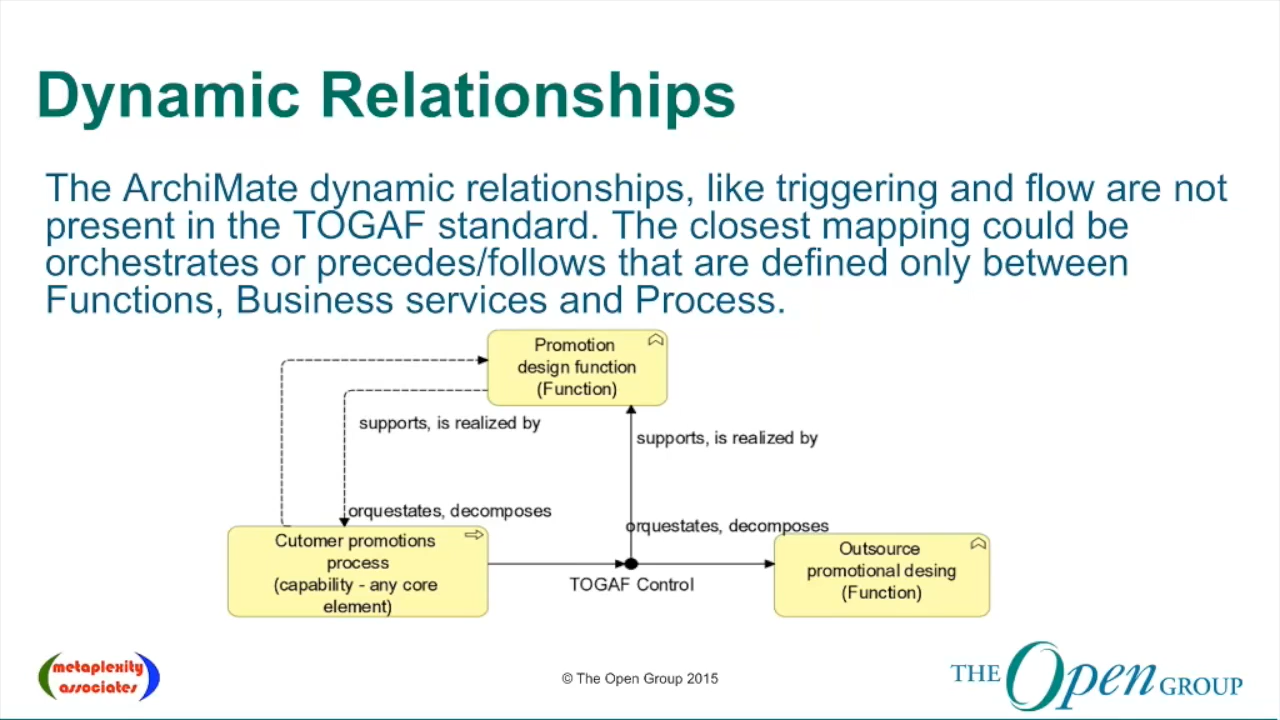 Dynamic Relationships
The ArchiMate dynamic relationships, like triggering and flow are not
present in the TOGAF standard. The closest mapping could be
orchestrates or precedes/follows that are defined only between
Functions, Business services and Process.
Promotion
design function
(Function)
supports, is realized by
supports, is realized by
orquestates, decomposes
orquestates, decomposes
Cutomer promotions
process
(capability - any core
element)
TOGAF Control
Outsource
promotional desing
(Function)
metaplexity
associates
© The Open Group 2015
THE Open GROUP